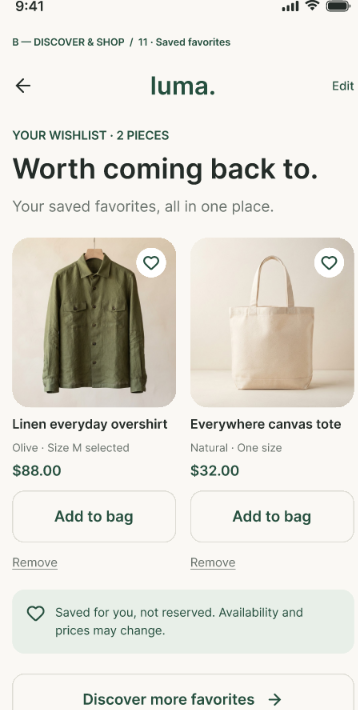 9:41
B — DISCOVER & SHOP / 11 · Saved favorites
luma.
Edit
YOUR WISHLIST · 2 PIECES
Worth coming back to.
Your saved favorites, all in one place.
Linen everyday overshirt
Olive · Size M selected
$88.00
Add to bag
Remove
Everywhere canvas tote
Natural · One size
$32.00
Add to bag
Remove
Saved for you, not reserved. Availability and
prices may change.
Discover more favorites →